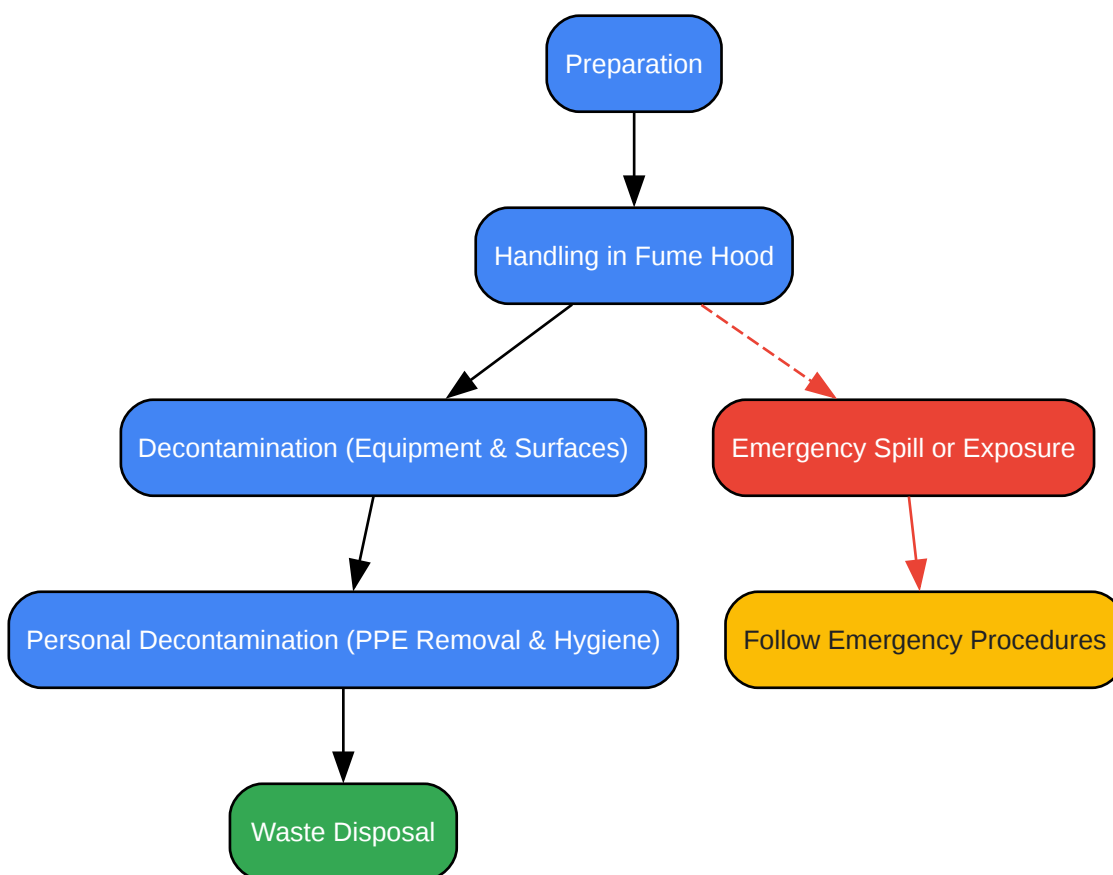 Preparation
Handling in Fume Hood
Decontamination (Equipment & Surfaces)
Emergency Spill or Exposure
Personal Decontamination (PPE Removal & Hygiene)
Follow Emergency Procedures
Waste Disposal